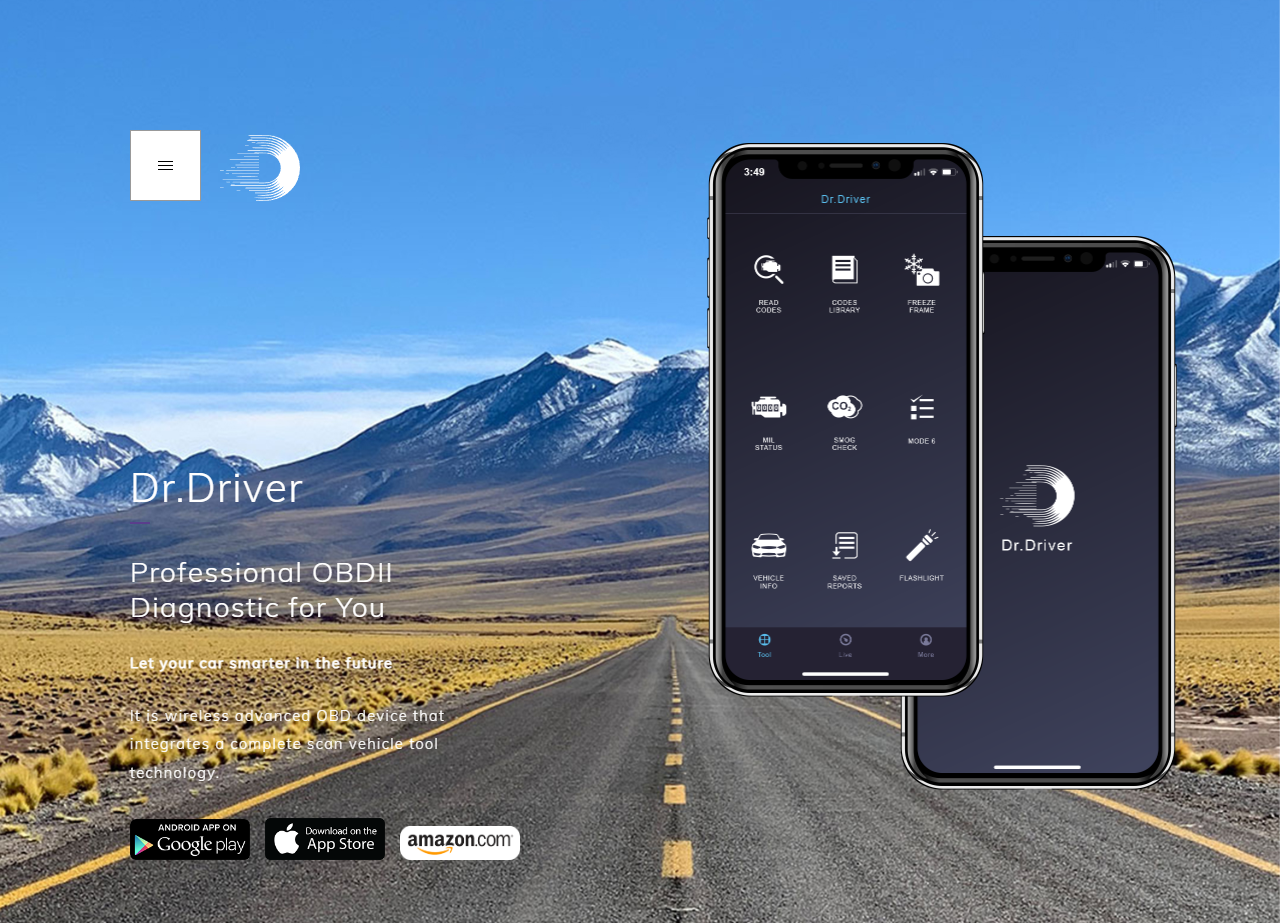 3:49
Dr.Driver
READ
CODES
CODES
LIBRARY
FREEZE
FRAME
MIL
STATUS
CO2
SMOG
CHECK
MODE 6
VEHICLE
INFO
SAVED
REPORTS
FLASHLIGHT
Tool
Live
More
Dr.Driver
Dr.Driver
Professional OBDII
Diagnostic for You
Let your car smarter in the future
It is wireless advanced OBD device that
integrates a complete scan vehicle tool
technology.
ANDROID APP ON
Google play
Download on the
App Store
amazon.com